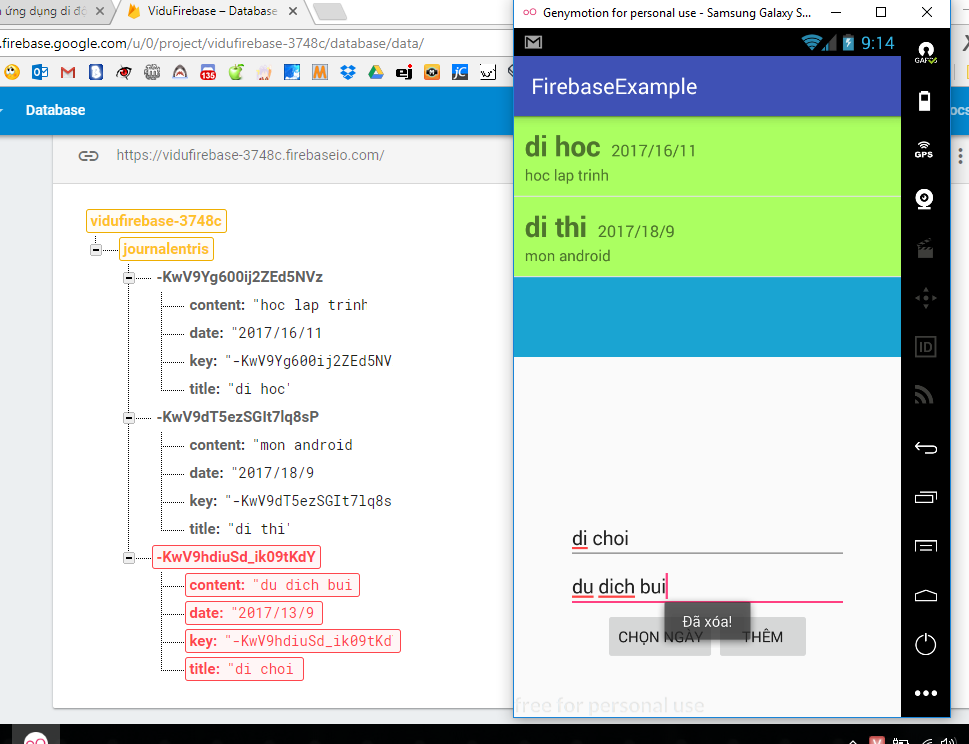 ứng dụng di độ
ViduFirebase – Database
.firebase.google.com/u/0/project/vidufirebase-3748c/database/data/
135
Database
https://vidufirebase-3748c.firebaseio.com/
vidufirebase-3748c
journalentris
-KwV9Yg600ij2ZEd5NVz
content: "hoc lap trinh
date: "2017/16/11
key: "-KwV9Yg600ij2ZEd5NV
title: "di hoc"
-KwV9dT5ezSGIt7lq8sP
content: "mon android
date: "2017/18/9
key: "-KwV9dT5ezSGIt7lq8s
title: "di thi"
-KwV9hdiuSd_ik09tKdY
content: "du dich bui
date: "2017/13/9
key: "-KwV9hdiuSd_ik09tKd
title: "di choi
Genymotion for personal use - Samsung Galaxy S...
9:14
FirebaseExample
di hoc 2017/16/11
hoc lap trinh
di thi 2017/18/9
mon android
di choi
du dich bui
Đã xóa!
CHỌN NGÀY THÊM
free for personal use
GAPPS
GPS
ID
ocs